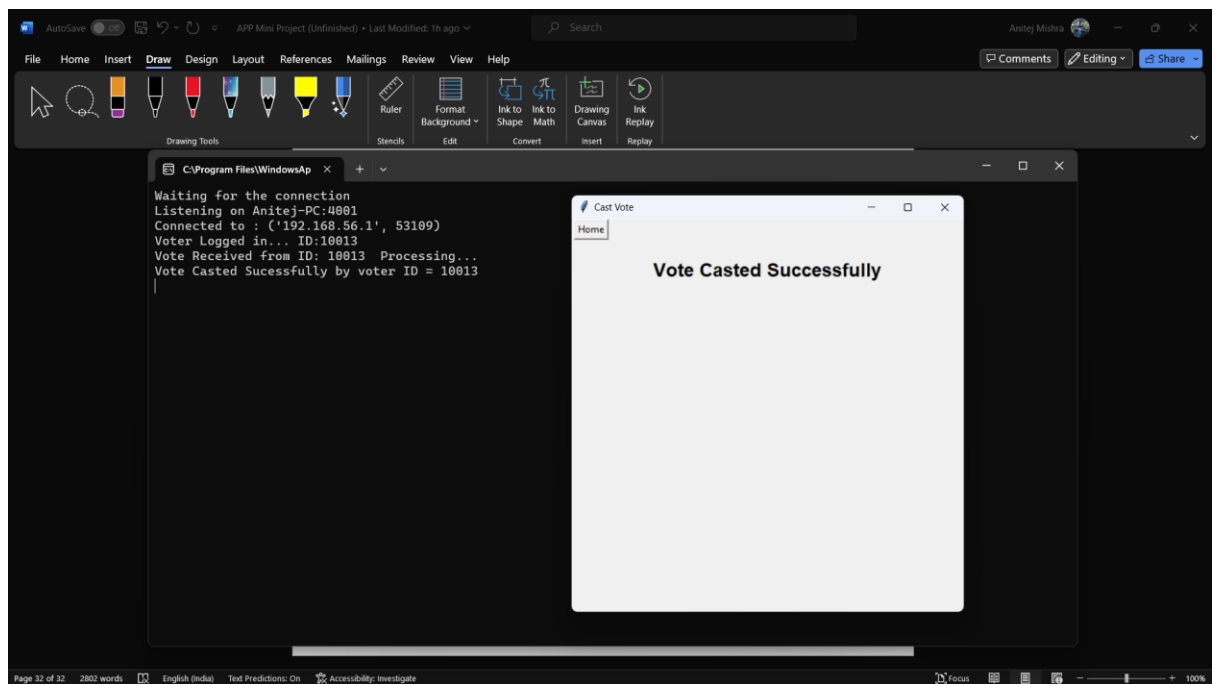 AutoSave Off APP Mini Project (Unfinished) • Last Modified: 1h ago Search Anitej Mishra
File Home Insert Draw Design Layout References Mailings Review View Help Comments Editing Share
Ruler Format Background Ink to Shape Ink to Math Drawing Canvas Ink Replay
Drawing Tools Stencils Edit Convert Insert Replay
C:\Program Files\WindowsAp
Waiting for the connection
Listening on Anitej-PC:4001
Connected to : ('192.168.56.1', 53109)
Voter Logged in... ID:10013
Vote Received from ID: 10013 Processing...
Vote Casted Sucessfully by voter ID = 10013
Cast Vote
Home
Vote Casted Successfully
Page 32 of 32 2802 words English (India) Text Predictions: On Accessibility: Investigate Focus 100%